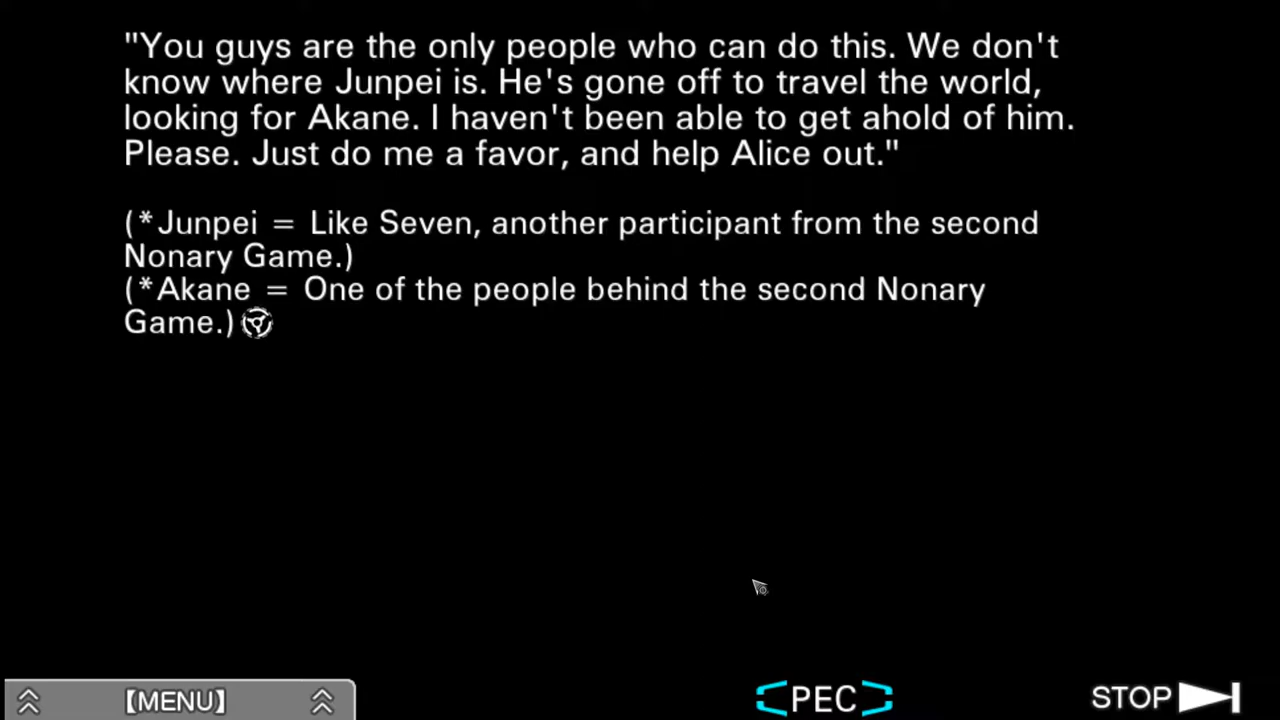 "You guys are the only people who can do this. We don't
know where Junpei is. He's gone off to travel the world,
looking for Akane. I haven't been able to get ahold of him.
Please. Just do me a favor, and help Alice out."
(*Junpei = Like Seven, another participant from the second
Nonary Game.)
(*Akane = One of the people behind the second Nonary
Game.)
【MENU】
<PEC>
STOP